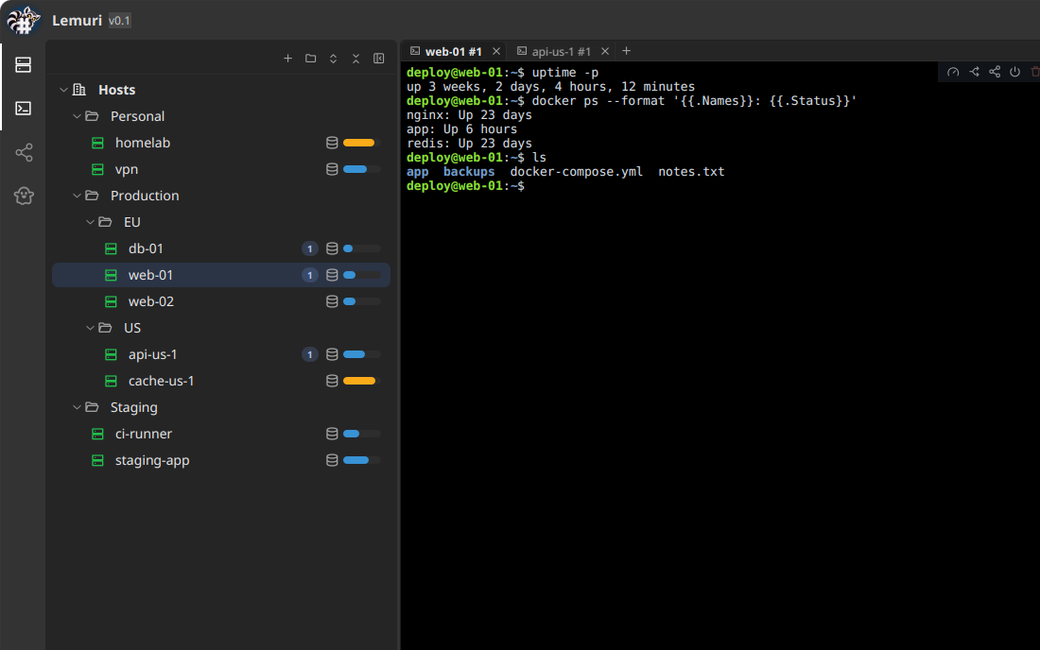 Lemuri v0.1
web-01 #1
api-us-1 #1
Hosts
Personal
homelab
vpn
Production
EU
db-01 1
web-01 1
web-02
US
api-us-1 1
cache-us-1
Staging
ci-runner
staging-app
deploy@web-01:~$ uptime -p
up 3 weeks, 2 days, 4 hours, 12 minutes
deploy@web-01:~$ docker ps --format '{{.Names}}: {{.Status}}'
nginx: Up 23 days
app: Up 6 hours
redis: Up 23 days
deploy@web-01:~$ ls
app  backups  docker-compose.yml  notes.txt
deploy@web-01:~$